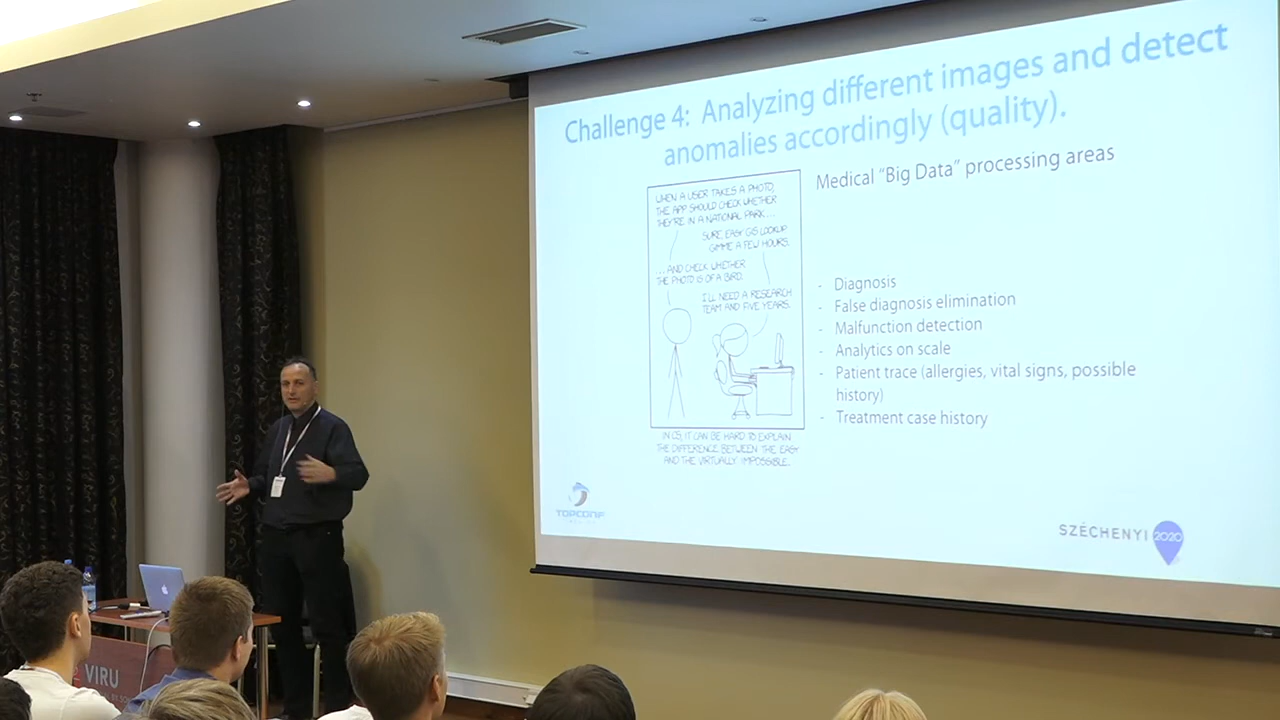 Challenge 4: Analyzing different images and detect
anomalies accordingly (quality).
Medical “Big Data” processing areas
WHEN A USER TAKES A PHOTO,
THE APP SHOULD CHECK WHETHER
THEY'RE IN A NATIONAL PARK...
SURE, EASY GIS LOOKUP
GIMME A FEW HOURS.
...AND CHECK WHETHER
THE PHOTO IS OF A BIRD.
I'LL NEED A RESEARCH
TEAM AND FIVE YEARS.
IN CS, IT CAN BE HARD TO EXPLAIN
THE DIFFERENCE BETWEEN THE EASY
AND THE VIRTUALLY IMPOSSIBLE.
- Diagnosis
- False diagnosis elimination
- Malfunction detection
- Analytics on scale
- Patient trace (allergies, vital signs, possible
history)
- Treatment case history
TOPCONF
SZÉCHENYI 2020
VIRU